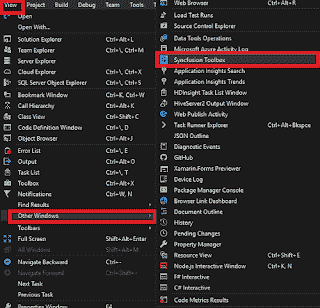 View Project Build Debug Team Tools
Open
Open With...
Solution Explorer Ctrl+Alt+L
Team Explorer Ctrl+\, Ctrl+M
Server Explorer Ctrl+Alt+S
Cloud Explorer Ctrl+\, Ctrl+X
SQL Server Object Explorer Ctrl+\, Ctrl+S
Bookmark Window Ctrl+K, Ctrl+W
Call Hierarchy Ctrl+Alt+K
Class View Ctrl+Shift+C
Code Definition Window Ctrl+\, D
Object Browser Ctrl+Alt+J
Error List Ctrl+\, E
Output Ctrl+Alt+O
Task List Ctrl+\, T
Toolbox Ctrl+Alt+X
Notifications Ctrl+W, N
Find Results
Other Windows
Toolbars
Full Screen Shift+Alt+Enter
All Windows Shift+Alt+M
Navigate Backward Ctrl+-
Navigate Forward Ctrl+Shift+-
Next Task
Previous Task
Properties Window F4
Web Browser Ctrl+Alt+R
Load Test Runs
Source Control Explorer
Data Tools Operations
Microsoft Azure Activity Log
Syncfusion Toolbox
Application Insights Search
Application Insights Trends
HDInsight Task List Window
HiveServer2 Output Window
Web Publish Activity
Task Runner Explorer Ctrl+Alt+Bkspce
JSON Outline
Diagnostic Events
GitHub
Xamarin.Forms Previewer
Device Log
Package Manager Console
Browser Link Dashboard
Document Outline
History
Pending Changes
Property Manager
Resource View Ctrl+Shift+E
Node.js Interactive Window Ctrl+K, N
F# Interactive
C# Interactive
Code Metrics Results